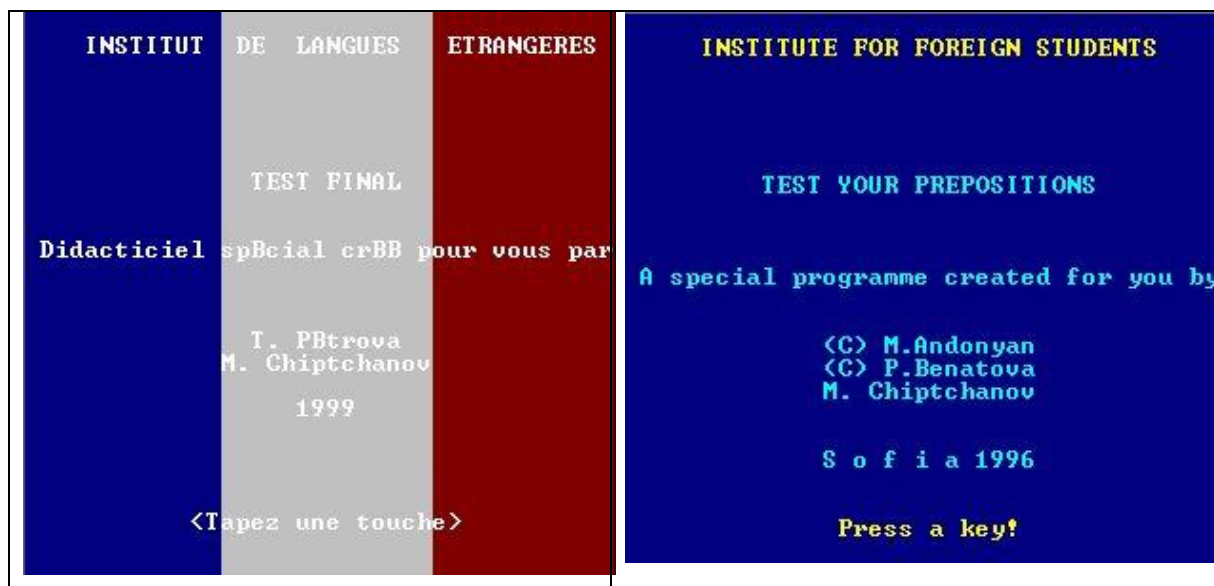 INSTITUT DE LANGUES ETRANGERES
TEST FINAL
Didacticiel spBcial crBB pour vous par
T. PBtrova
M. Chiptchanov
1999
<Tapez une touche>
INSTITUTE FOR FOREIGN STUDENTS
TEST YOUR PREPOSITIONS
A special programme created for you by
(C) M.Andonyan
(C) P.Benatova
M. Chiptchanov
S o f i a 1996
Press a key!